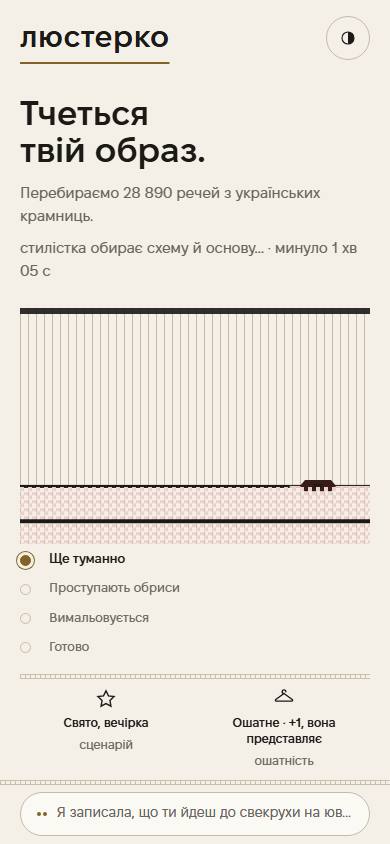 люстерко
Тчеться
твій образ.
Перебираємо 28 890 речей з українських
крамниць.
стилістка обирає схему й основу... · минуло 1 хв
05 с
Ще туманно
Проступають обриси
Вимальовується
Готово
Свято, вечірка
сценарій
Ошатне · +1, вона
представляє
ошатність
Я записала, що ти йдеш до свекрухи на юв...